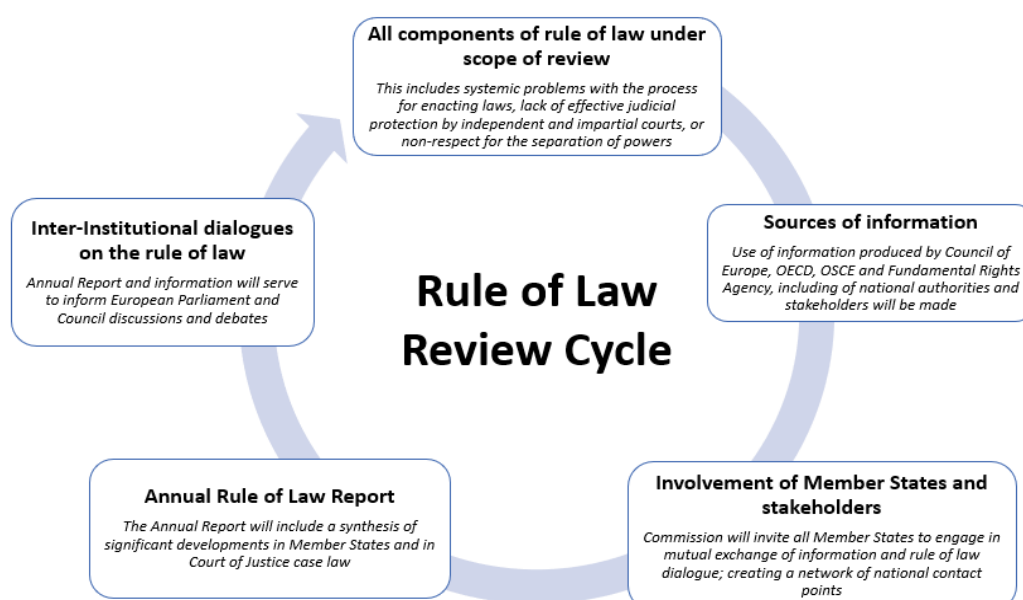 All components of rule of law under
scope of review
This includes systemic problems with the process
for enacting laws, lack of effective judicial
protection by independent and impartial courts, or
non-respect for the separation of powers
Sources of information
Use of information produced by Council of
Europe, OECD, OSCE and Fundamental Rights
Agency, including of national authorities and
stakeholders will be made
Involvement of Member States and
stakeholders
Commission will invite all Member States to engage in
mutual exchange of information and rule of law
dialogue; creating a network of national contact
points
Annual Rule of Law Report
The Annual Report will include a synthesis of
significant developments in Member States and in
Court of Justice case law
Inter-Institutional dialogues
on the rule of law
Annual Report and information will serve
to inform European Parliament and
Council discussions and debates
Rule of Law
Review Cycle